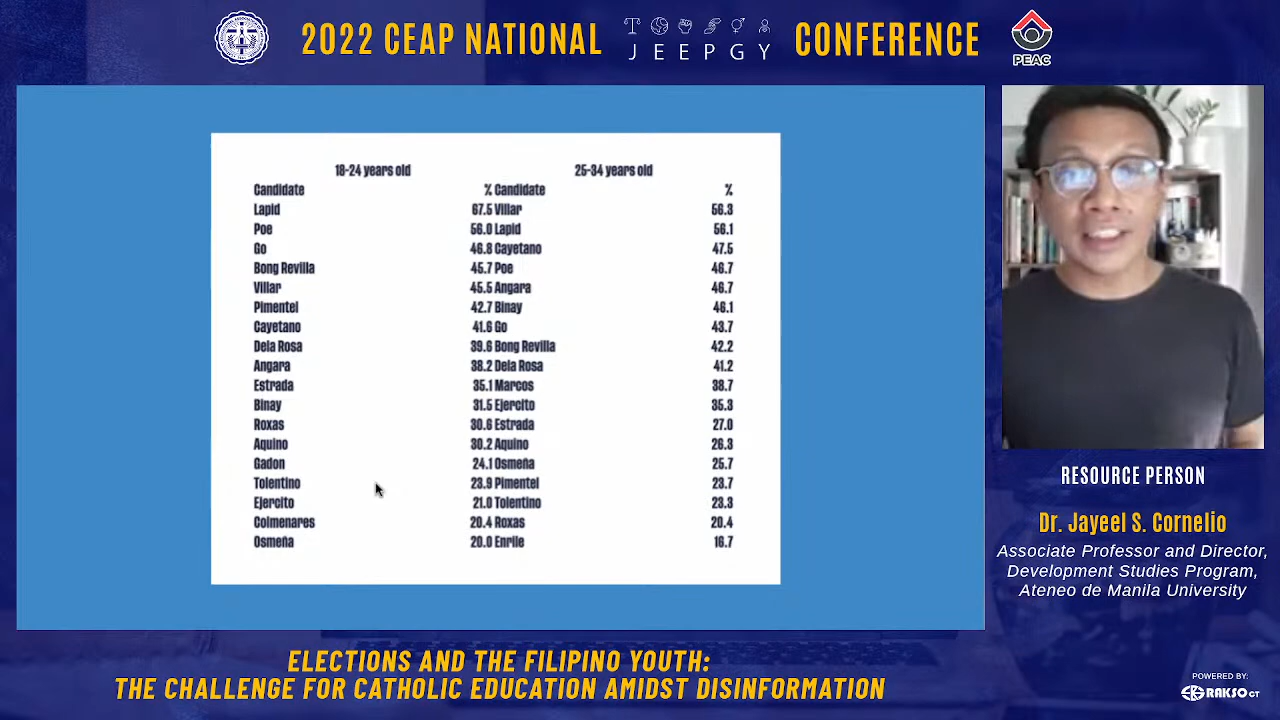 2022 CEAP NATIONAL JEEPGY CONFERENCE
PEAC
18-24 years old 25-34 years old
Candidate % Candidate %
Lapid 67.5 Villar 56.3
Poe 56.0 Lapid 56.1
Go 46.8 Cayetano 47.5
Bong Revilla 45.7 Poe 46.7
Villar 45.5 Angara 46.7
Pimentel 42.7 Binay 46.1
Cayetano 41.6 Go 43.7
Dela Rosa 39.6 Bong Revilla 42.2
Angara 38.2 Dela Rosa 41.2
Estrada 35.1 Marcos 38.7
Binay 31.5 Ejercito 35.3
Roxas 30.6 Estrada 27.0
Aquino 30.2 Aquino 26.3
Gadon 24.1 Osmeña 25.7
Tolentino 23.9 Pimentel 23.7
Ejercito 21.0 Tolentino 23.3
Colmenares 20.4 Roxas 20.4
Osmeña 20.0 Enrile 16.7
RESOURCE PERSON
Dr. Jayeel S. Cornelio
Associate Professor and Director,
Development Studies Program,
Ateneo de Manila University
ELECTIONS AND THE FILIPINO YOUTH:
THE CHALLENGE FOR CATHOLIC EDUCATION AMIDST DISINFORMATION
POWERED BY:
RAKSO CT